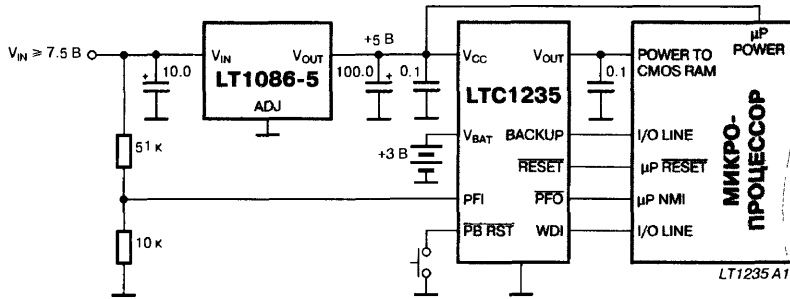 V_IN ≥ 7.5 В
10.0
V_IN
V_OUT
LT1086-5
ADJ
+5 В
100.0
0.1
V_CC
V_OUT
LTC1235
V_BAT
BACKUP
RESET
PFI
PFO
PB RST
WDI
+3 В
0.1
51 к
10 к
µP
POWER
POWER TO
CMOS RAM
I/O LINE
µP RESET
µP NMI
I/O LINE
МИКРО-
ПРОЦЕССОР
LT1235 A1